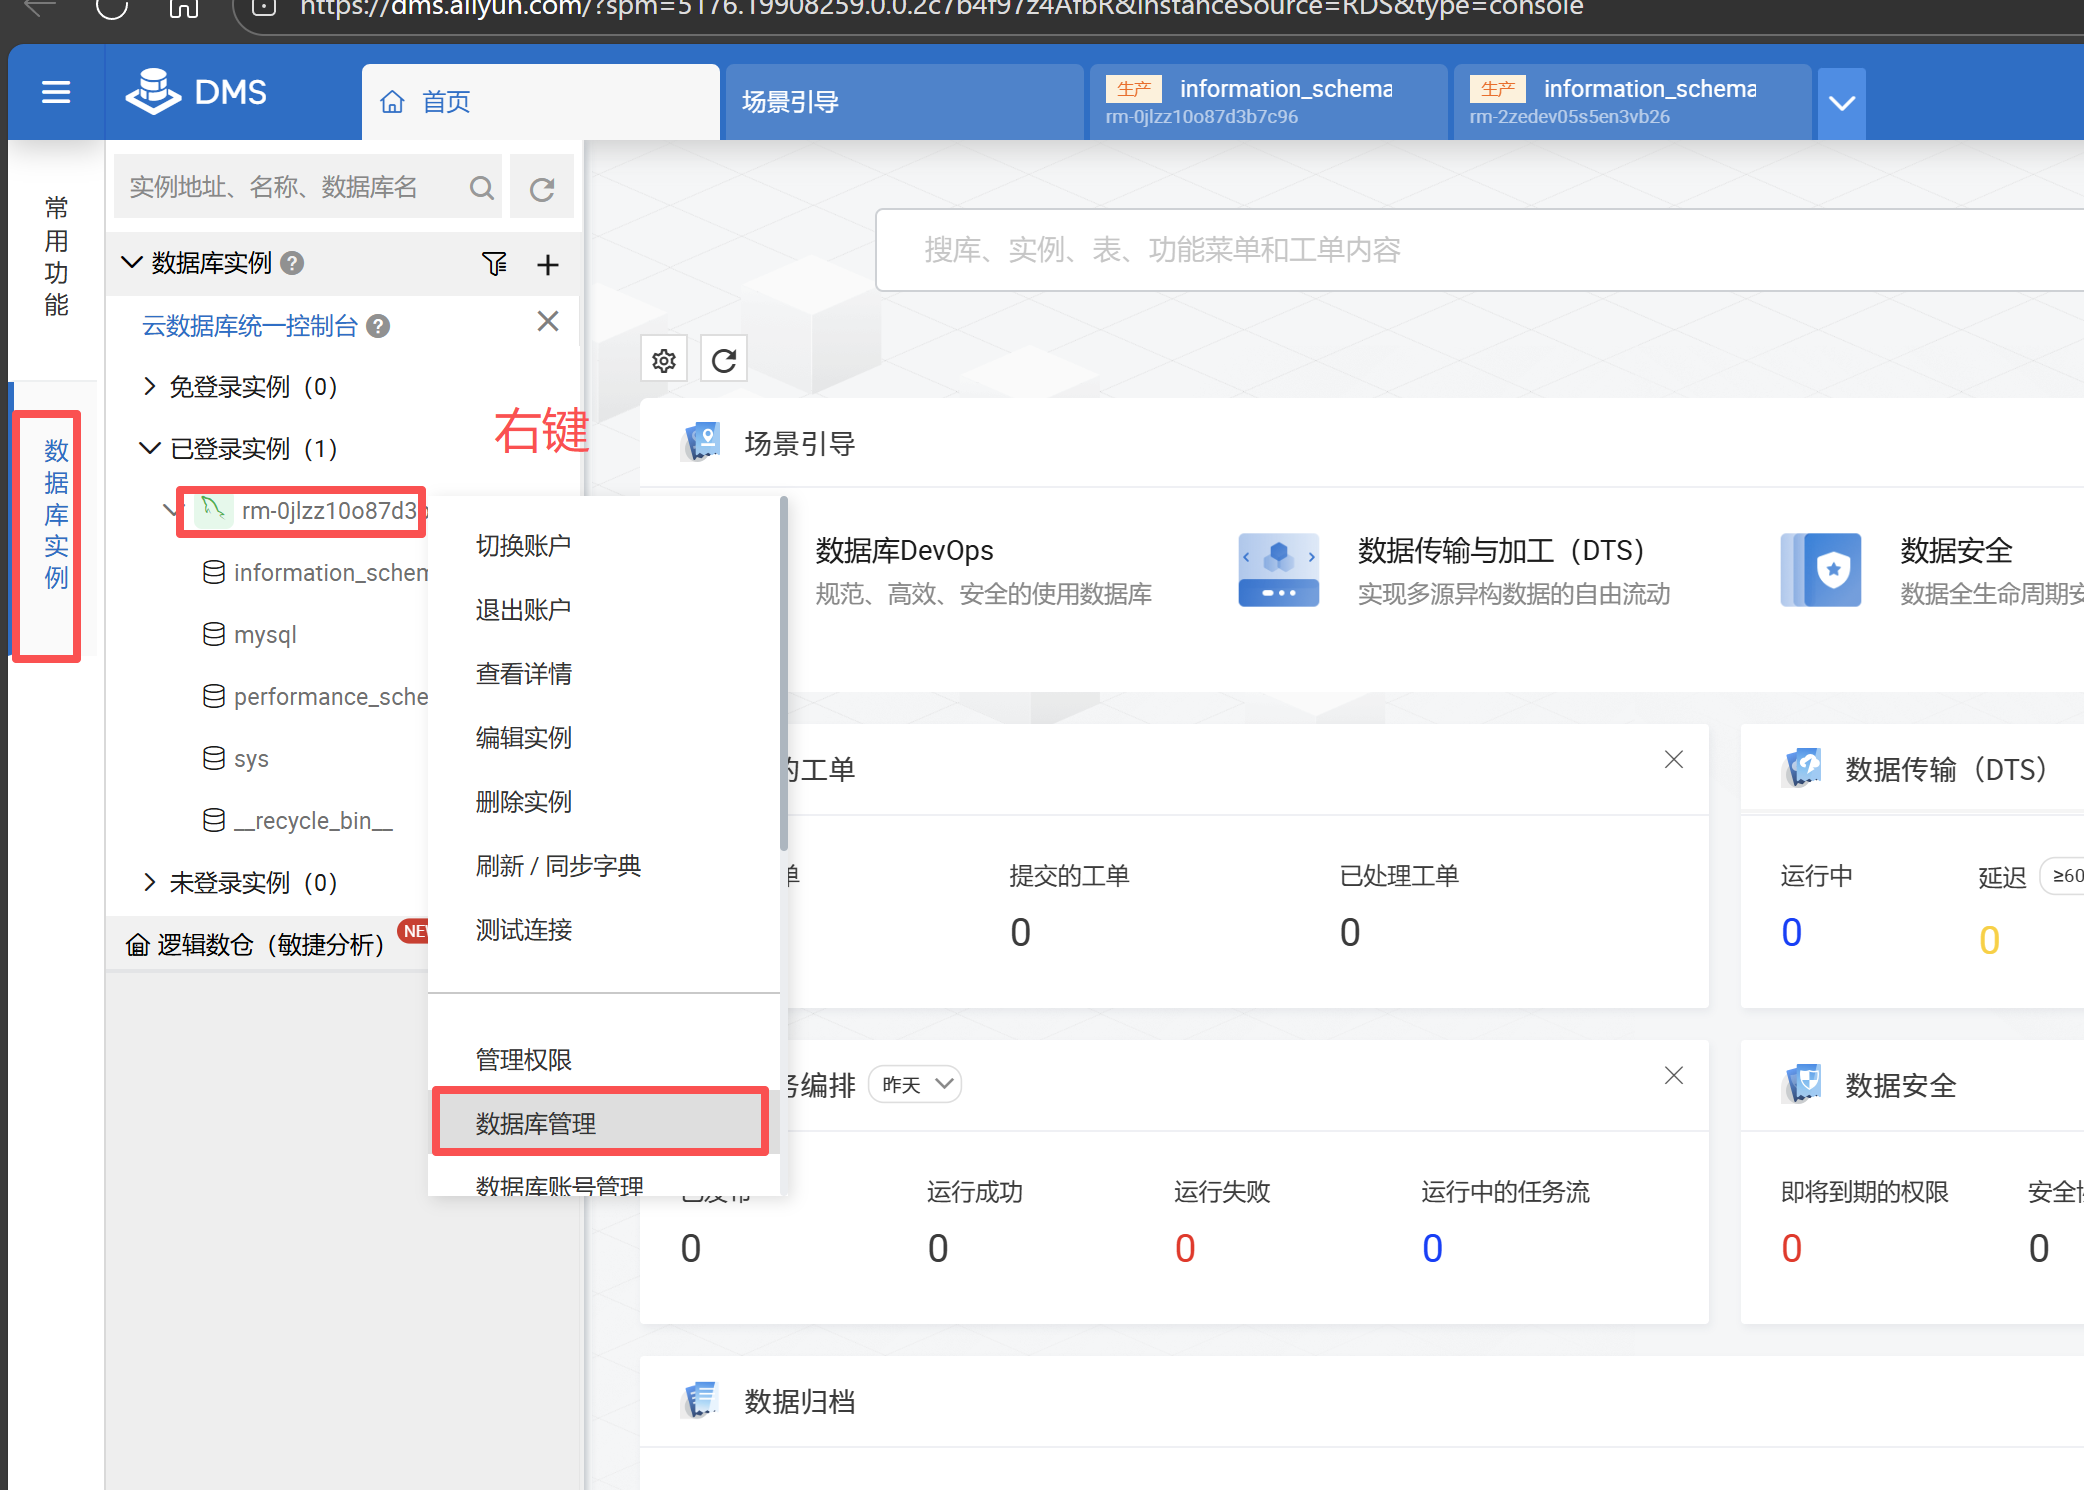 https://dms.aliyun.com/?spm=5176.19908259.0.0.2c7b4f97z4AfbR&instanceSource=RDS&type=console
DMS
首页
场景引导
生产 information_schema
rm-0jlzz10o87d3b7c96
生产 information_schema
rm-2zedev05s5en3vb26
常用功能
数据库实例
实例地址、名称、数据库名
数据库实例
云数据库统一控制台
免登录实例（0）
已登录实例（1）
右键
rm-0jlzz10o87d3
information_schem
mysql
performance_sche
sys
__recycle_bin__
未登录实例（0）
逻辑数仓（敏捷分析）
NEW
切换账户
退出账户
查看详情
编辑实例
删除实例
刷新 / 同步字典
测试连接
管理权限
数据库管理
数据库账号管理
搜库、实例、表、功能菜单和工单内容
场景引导
数据库DevOps
规范、高效、安全的使用数据库
数据传输与加工（DTS）
实现多源异构数据的自由流动
数据安全
数据全生命周期安
的工单
单
提交的工单
0
已处理工单
0
数据传输（DTS）
运行中
0
延迟 ≥60
0
务编排 昨天
已发布
0
运行成功
0
运行失败
0
运行中的任务流
0
数据安全
即将到期的权限
0
安全
0
数据归档